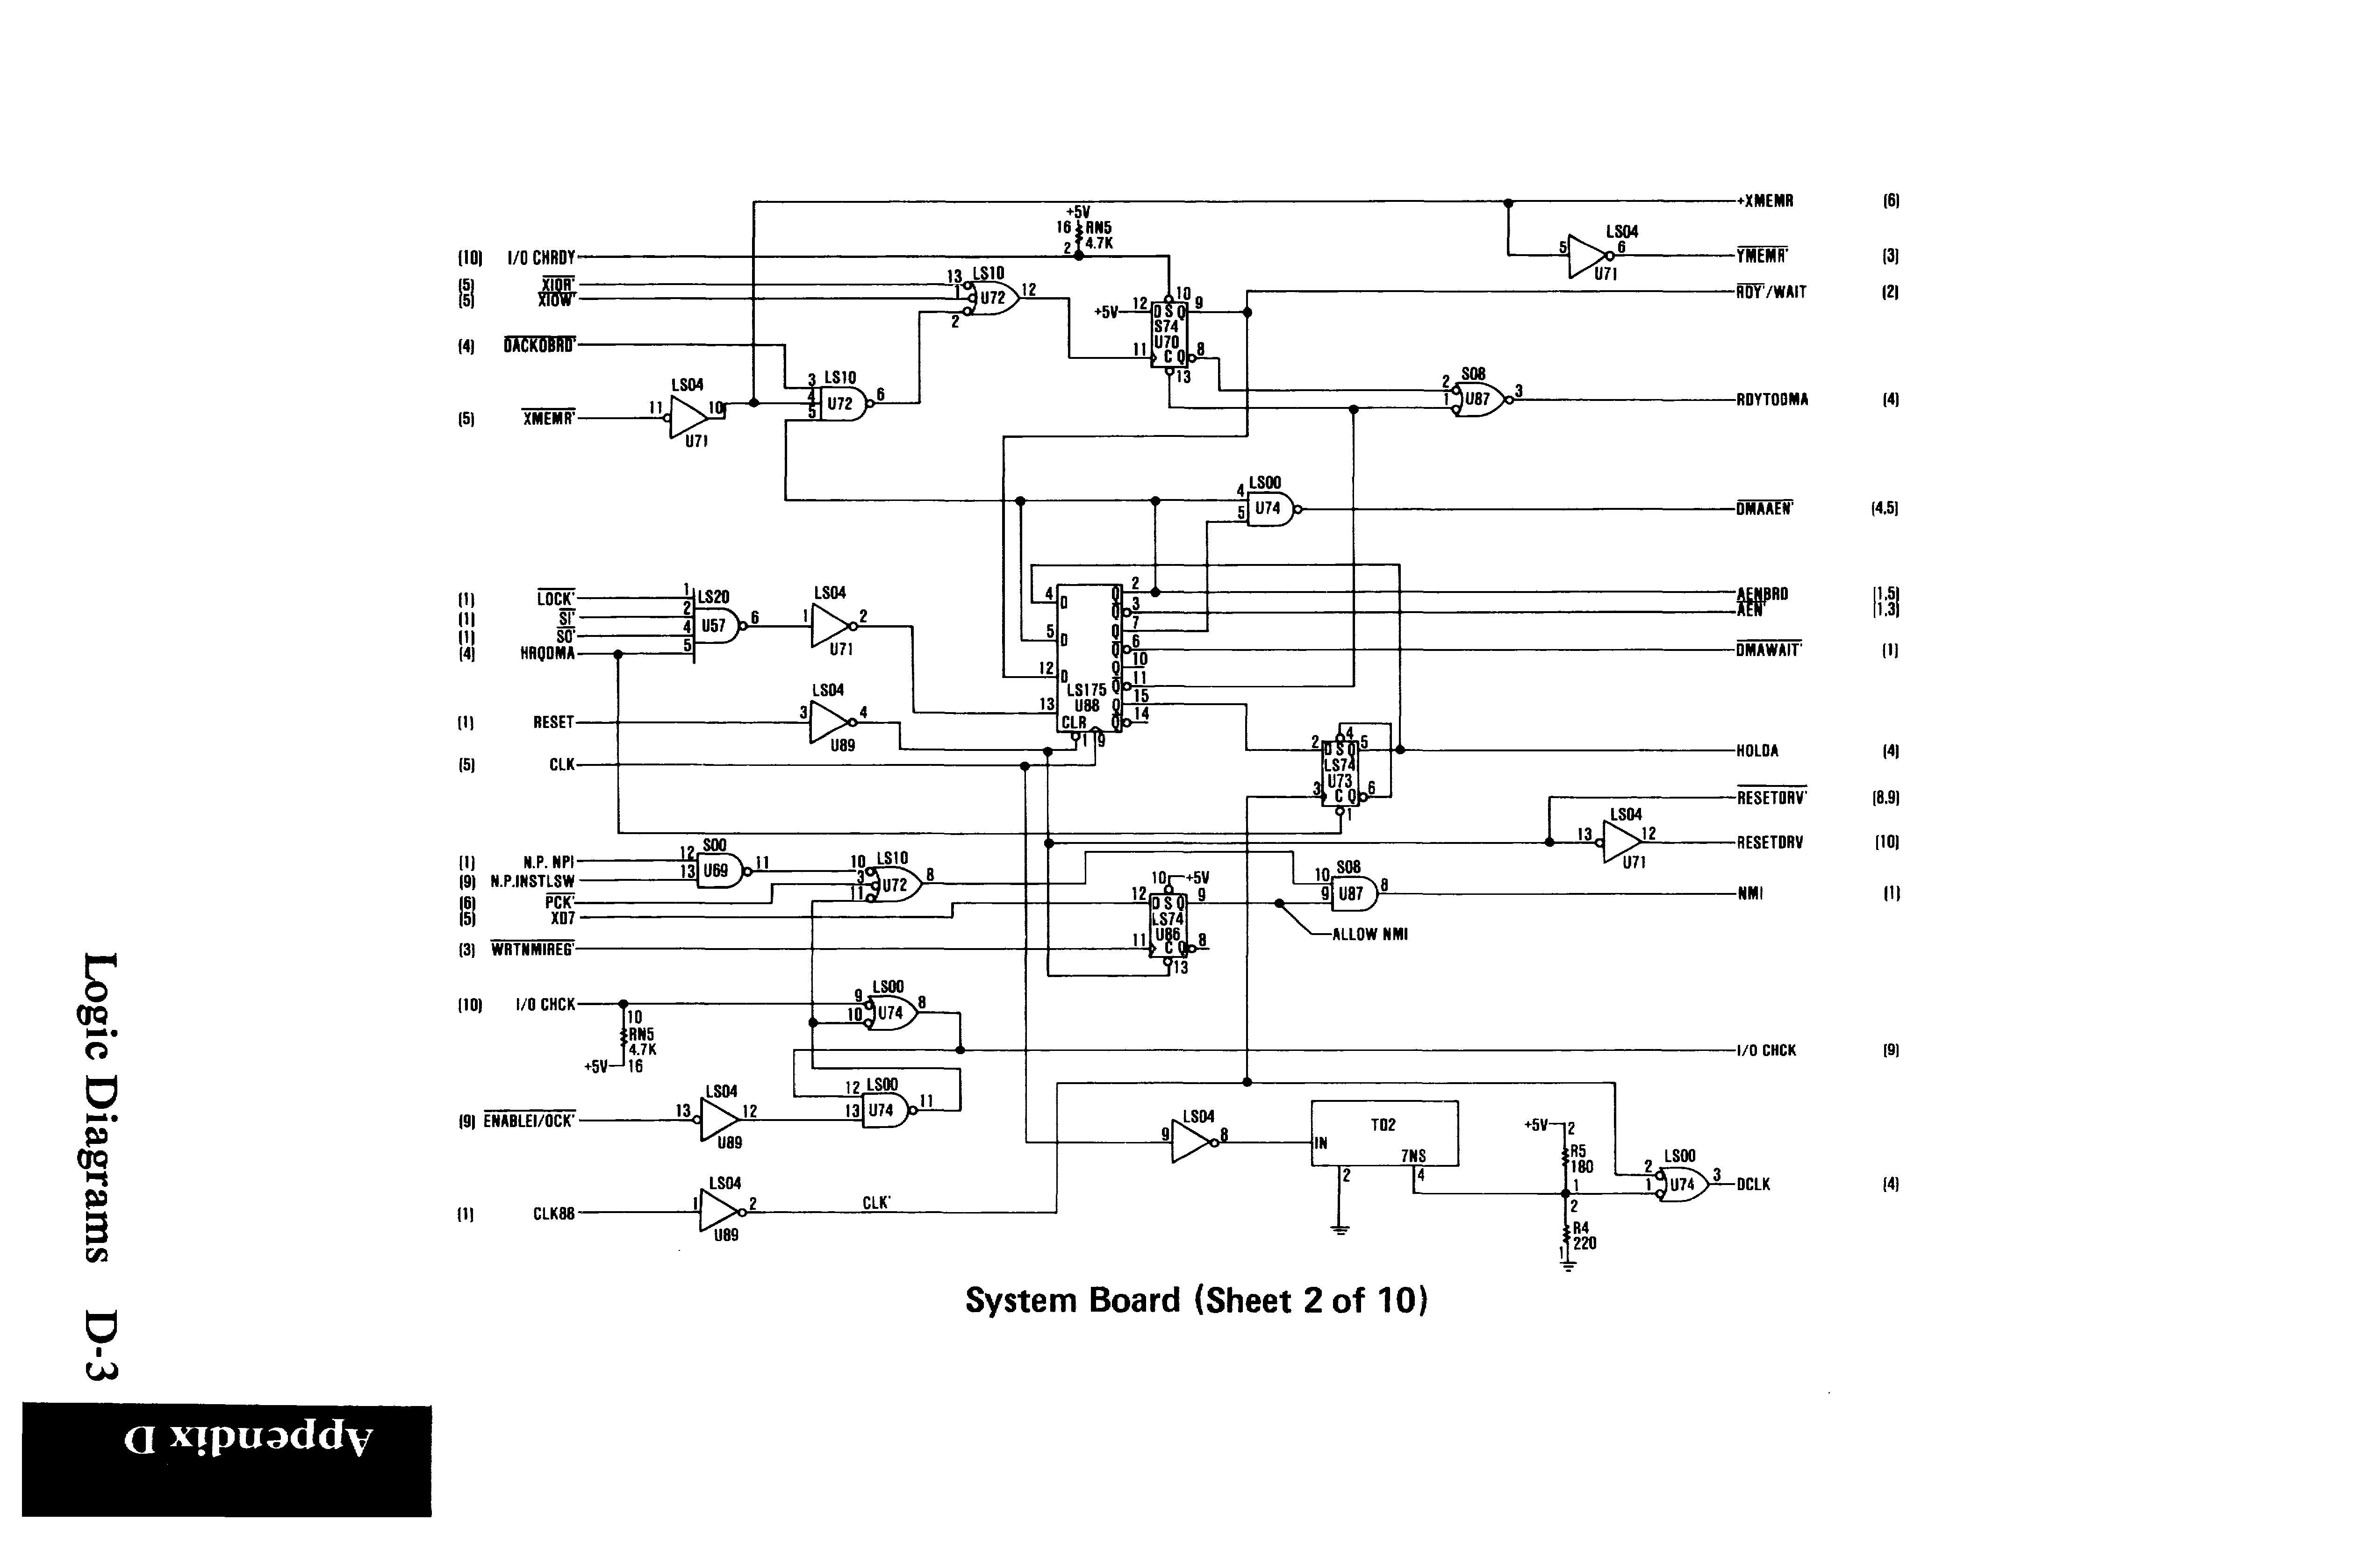 +XMEMR (6)
+5V
16 RN5
4.7K
2
LS04
5 6
U71
(10) I/O CHRDY
YMEMR' (3)
(5) XIOR'
(5) XIOW'
13 LS10
1 U72 12
2
10
+5V 12 D S Q 9
S74
U70
11 C Q 8
13
RDY'/WAIT (2)
(4) DACKOBRD'
3 LS10
4 U72 6
5
S08
2
1 U87 3
RDYTODMA (4)
LS04
(5) XMEMR' 11 10
U71
LS00
4
5 U74
DMAAEN' (4,5)
(1) LOCK'
(1) S1'
(1) S0'
(4) HRQDMA
1 LS20
2
4 U57 6
5
LS04
1 2
U71
4 D Q 2
Q 3
5 D Q 7
Q 6
Q 10
12 D Q 11
LS175 Q 15
13 U88
CLR Q 14
1 9
AENBRD (1,5)
AEN' (1,3)
DMAWAIT' (1)
LS04
(1) RESET 3 4
U89
(5) CLK
4
2 D S Q 5
LS74
U73
3 C Q 6
1
HOLDA (4)
RESETDRV' (8,9)
LS04
13 12
U71
RESETDRV (10)
(1) N.P. NPI
(9) N.P.INSTLSW
(6) PCK'
(5) XD7
S00
12
13 U69 11
10 LS10
3 U72 8
11
10 +5V
12 D S Q 9
LS74
U86
11 C Q 8
13
S08
10
9 U87 8
NMI (1)
ALLOW NMI
(3) WRTNMIREG'
(10) I/O CHCK
10
RN5
4.7K
+5V 16
LS00
9
10 U74 8
I/O CHCK (9)
LS04
(9) ENABLEI/OCK' 13 12
U89
12 LS00
13 U74 11
LS04
9 8
IN TD2
7NS
2 4
+5V 2
R5
180
1
2
R4
220
1
LS00
2
1 U74 3
DCLK (4)
LS04
(1) CLK88 1 2
U89
CLK'
System Board (Sheet 2 of 10)
Logic Diagrams D-3
Appendix D